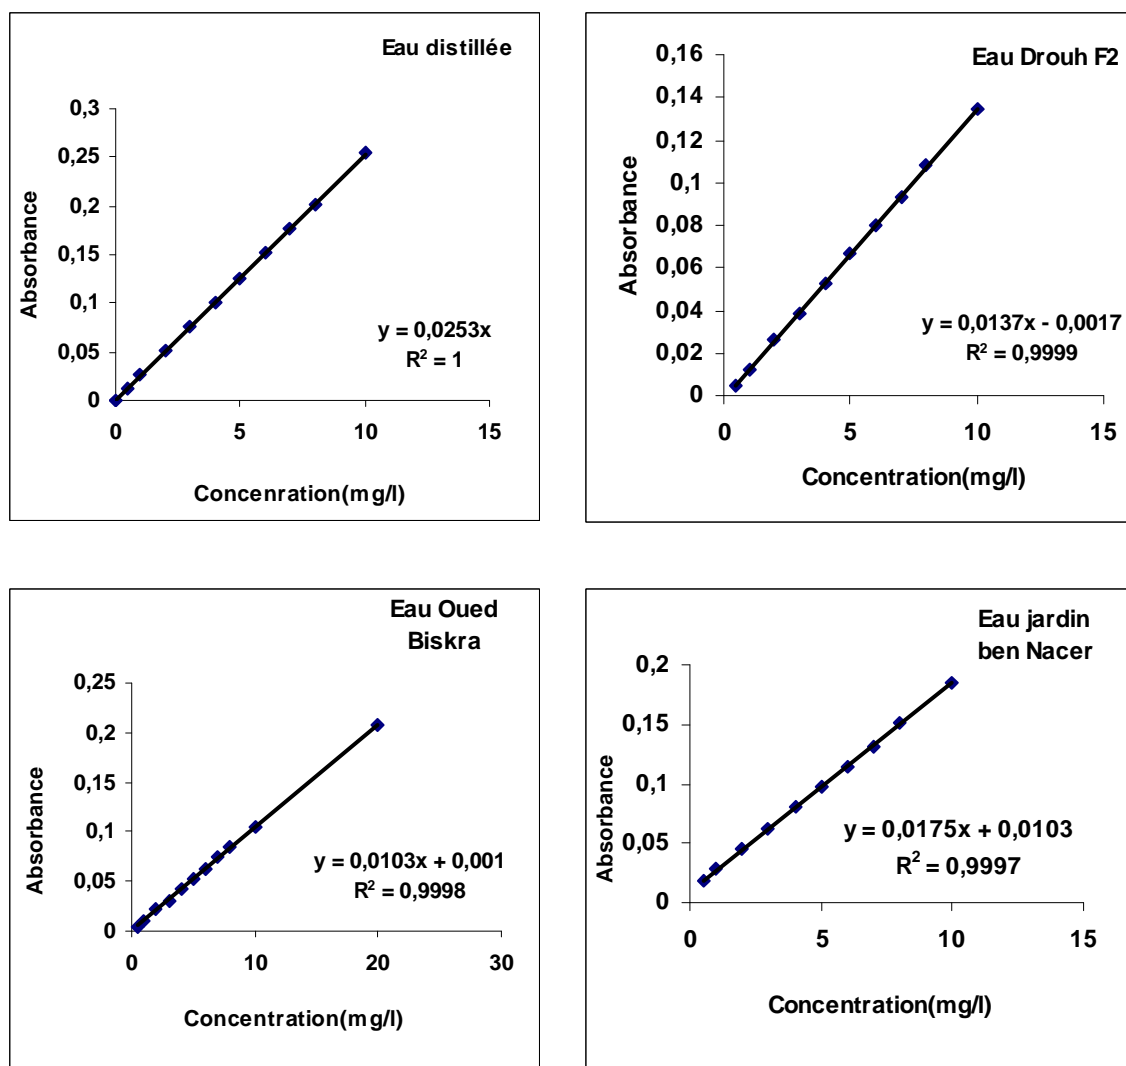 Eau distillée
0,3
0,25
0,2
0,15
0,1
0,05
0
Absorbance
y = 0,0253x
R² = 1
0 5 10 15
Concenration(mg/l)
Eau Drouh F2
0,16
0,14
0,12
0,1
0,08
0,06
0,04
0,02
0
Absorbance
y = 0,0137x - 0,0017
R² = 0,9999
0 5 10 15
Concentration(mg/l)
Eau Oued
Biskra
0,25
0,2
0,15
0,1
0,05
0
Absorbance
y = 0,0103x + 0,001
R² = 0,9998
0 10 20 30
Concentration(mg/l)
Eau jardin
ben Nacer
0,2
0,15
0,1
0,05
0
Absorbance
y = 0,0175x + 0,0103
R² = 0,9997
0 5 10 15
Concentration(mg/l)